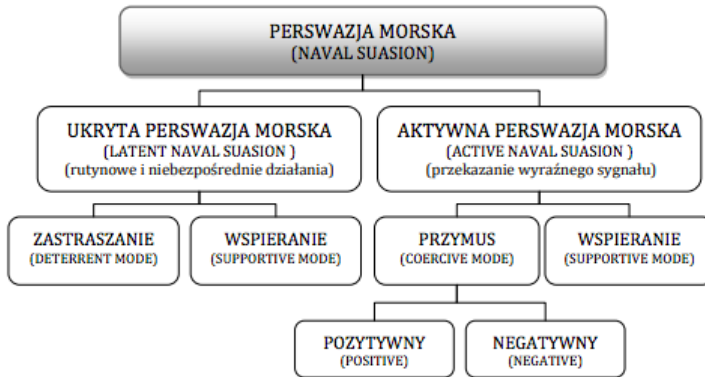 PERSWAZJA MORSKA
(NAVAL SUASION)
UKRYTA PERSWAZJA MORSKA
(LATENT NAVAL SUASION )
(rutynowe i niebezpośrednie działania)
AKTYWNA PERSWAZJA MORSKA
(ACTIVE NAVAL SUASION )
(przekazanie wyraźnego sygnału)
ZASTRASZANIE
(DETERRENT MODE)
WSPIERANIE
(SUPPORTIVE MODE)
PRZYMUS
(COERCIVE MODE)
WSPIERANIE
(SUPPORTIVE MODE)
POZYTYWNY
(POSITIVE)
NEGATYWNY
(NEGATIVE)